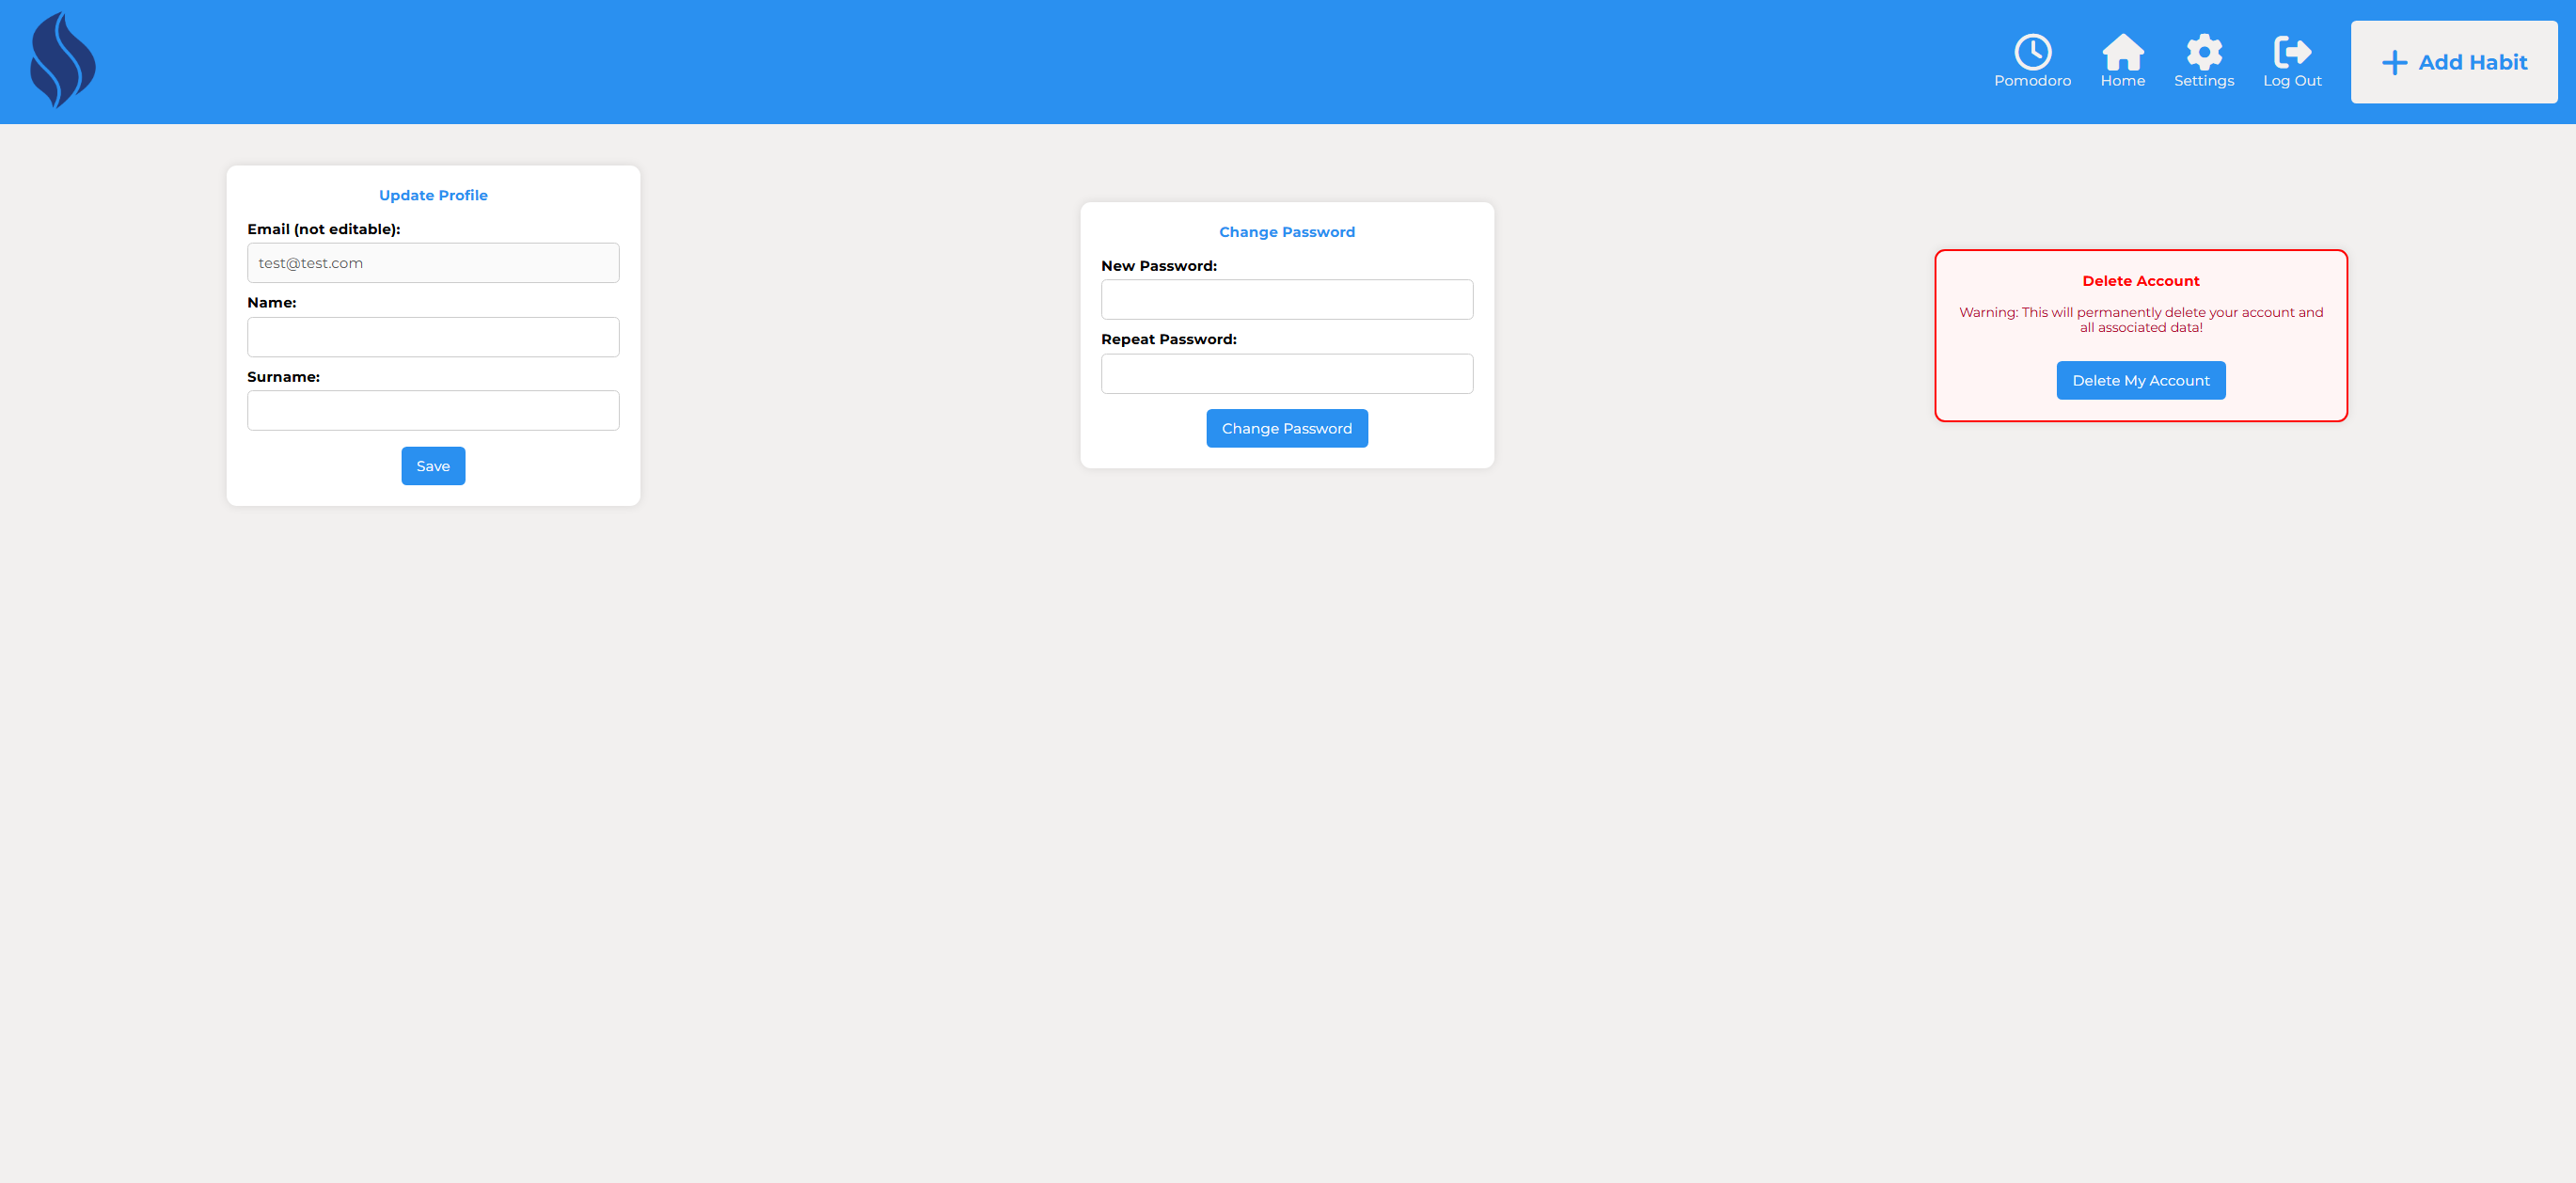 Pomodoro
Home
Settings
Log Out
Add Habit
Update Profile
Email (not editable):
test@test.com
Name:
Surname:
Save
Change Password
New Password:
Repeat Password:
Change Password
Delete Account
Warning: This will permanently delete your account and
all associated data!
Delete My Account